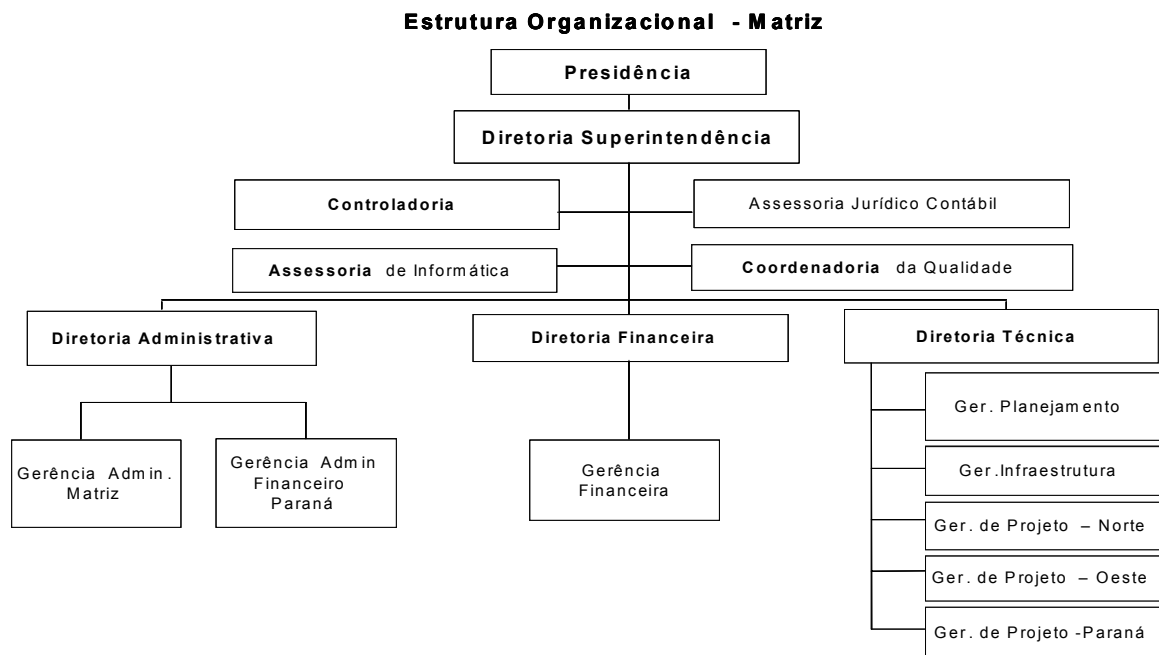 Estrutura Organizacional - Matriz
Presidência
Diretoria Superintendência
Controladoria
Assessoria Jurídico Contábil
Assessoria de Informática
Coordenadoria da Qualidade
Diretoria Administrativa
Diretoria Financeira
Diretoria Técnica
Gerência Admin.
Matriz
Gerência Admin
Financeiro
Paraná
Gerência
Financeira
Ger. Planejamento
Ger.Infraestrutura
Ger. de Projeto – Norte
Ger. de Projeto – Oeste
Ger. de Projeto -Paraná